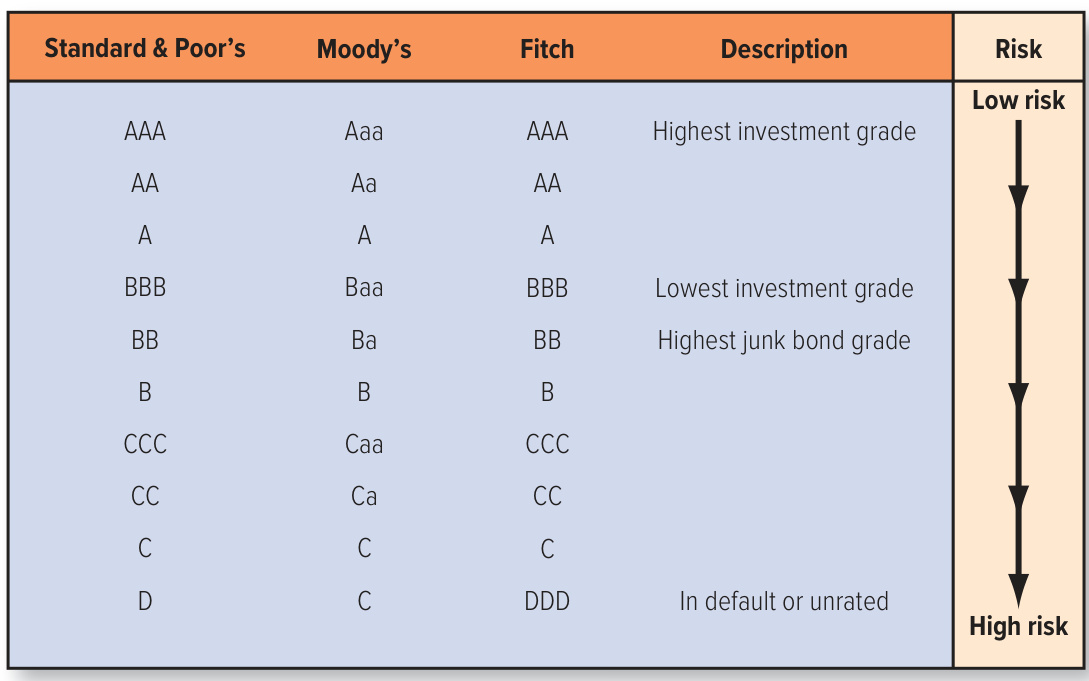 Standard & Poor’s Moody’s Fitch Description Risk
Low risk
AAA Aaa AAA Highest investment grade
AA Aa AA
A A A
BBB Baa BBB Lowest investment grade
BB Ba BB Highest junk bond grade
B B B
CCC Caa CCC
CC Ca CC
C C C
D C DDD In default or unrated
High risk